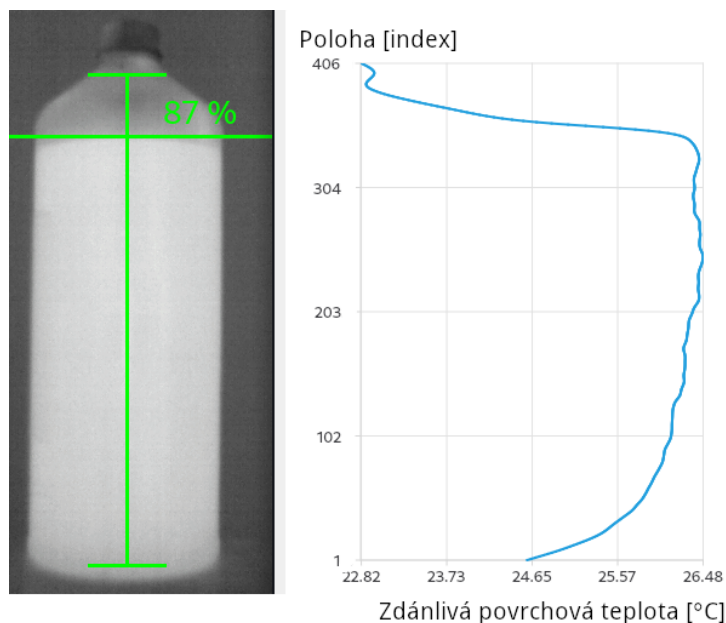 87 %
Poloha [index]
406
304
203
102
1
22.82 23.73 24.65 25.57 26.48
Zdánlivá povrchová teplota [°C]